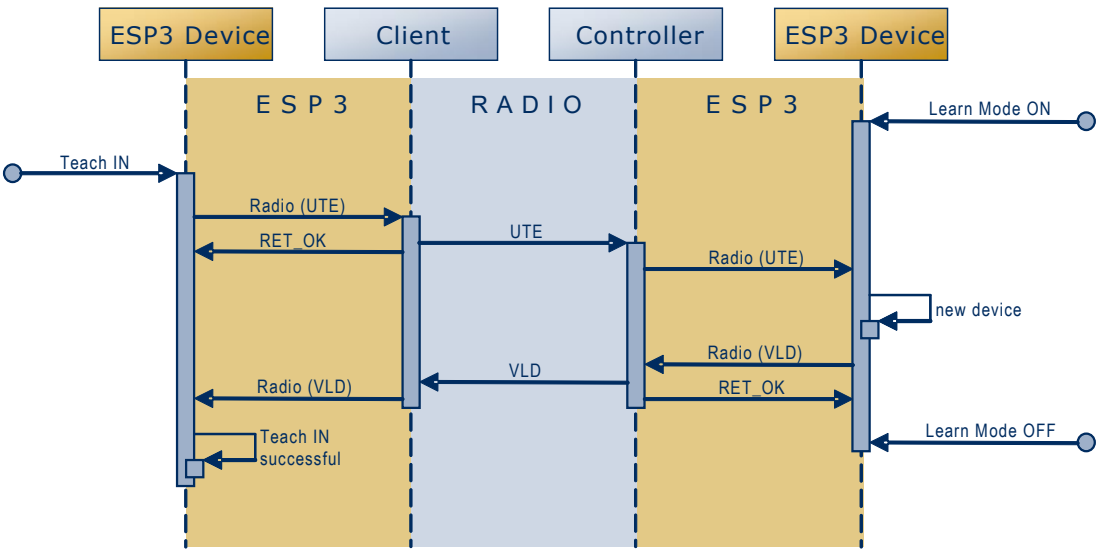 ESP3 Device
Client
Controller
ESP3 Device
ESP3
RADIO
ESP3
Learn Mode ON
Teach IN
Radio (UTE)
UTE
RET_OK
Radio (UTE)
new device
Radio (VLD)
VLD
Radio (VLD)
RET_OK
Learn Mode OFF
Teach IN
successful